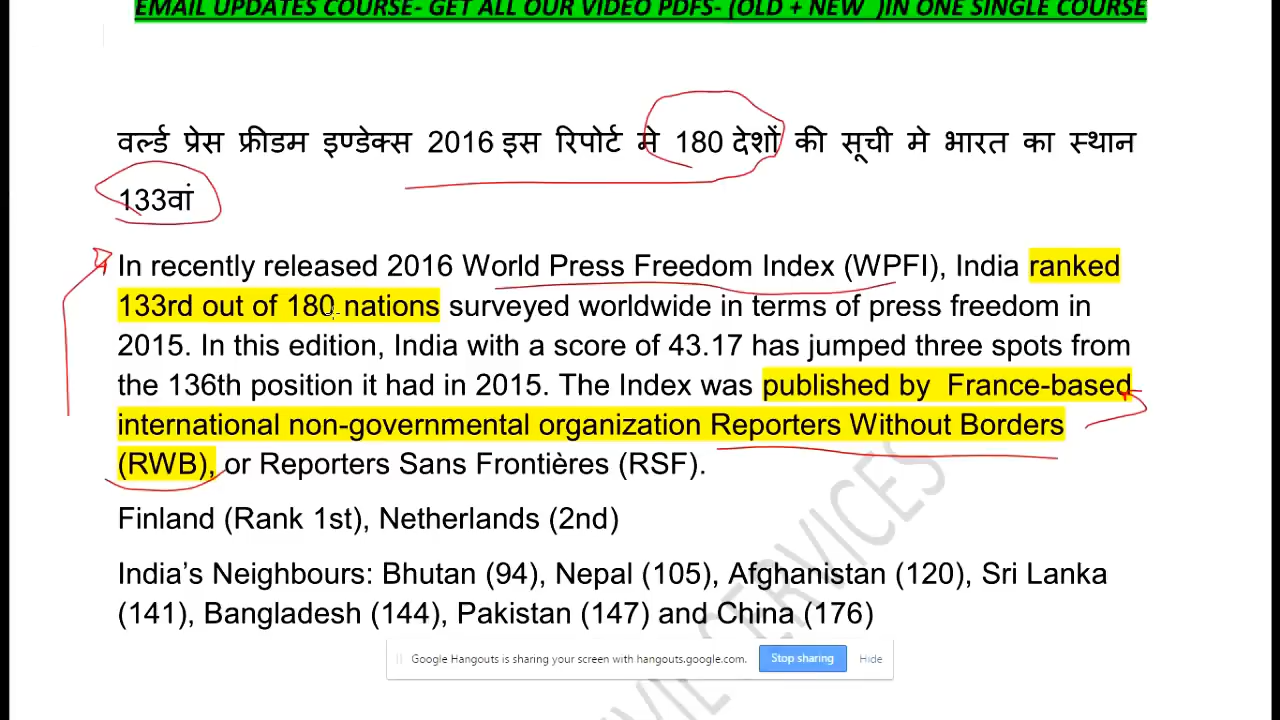 EMAIL UPDATES COURSE- GET ALL OUR VIDEO PDFS- (OLD + NEW )IN ONE SINGLE COURSE
वर्ल्ड प्रेस फ्रीडम इण्डेक्स 2016 इस रिपोर्ट मे 180 देशों की सूची मे भारत का स्थान
133वां
In recently released 2016 World Press Freedom Index (WPFI), India ranked
133rd out of 180 nations surveyed worldwide in terms of press freedom in
2015. In this edition, India with a score of 43.17 has jumped three spots from
the 136th position it had in 2015. The Index was published by France-based
international non-governmental organization Reporters Without Borders
(RWB), or Reporters Sans Frontières (RSF).
Finland (Rank 1st), Netherlands (2nd)
India’s Neighbours: Bhutan (94), Nepal (105), Afghanistan (120), Sri Lanka
(141), Bangladesh (144), Pakistan (147) and China (176)
Google Hangouts is sharing your screen with hangouts.google.com. Stop sharing Hide
SERVICES